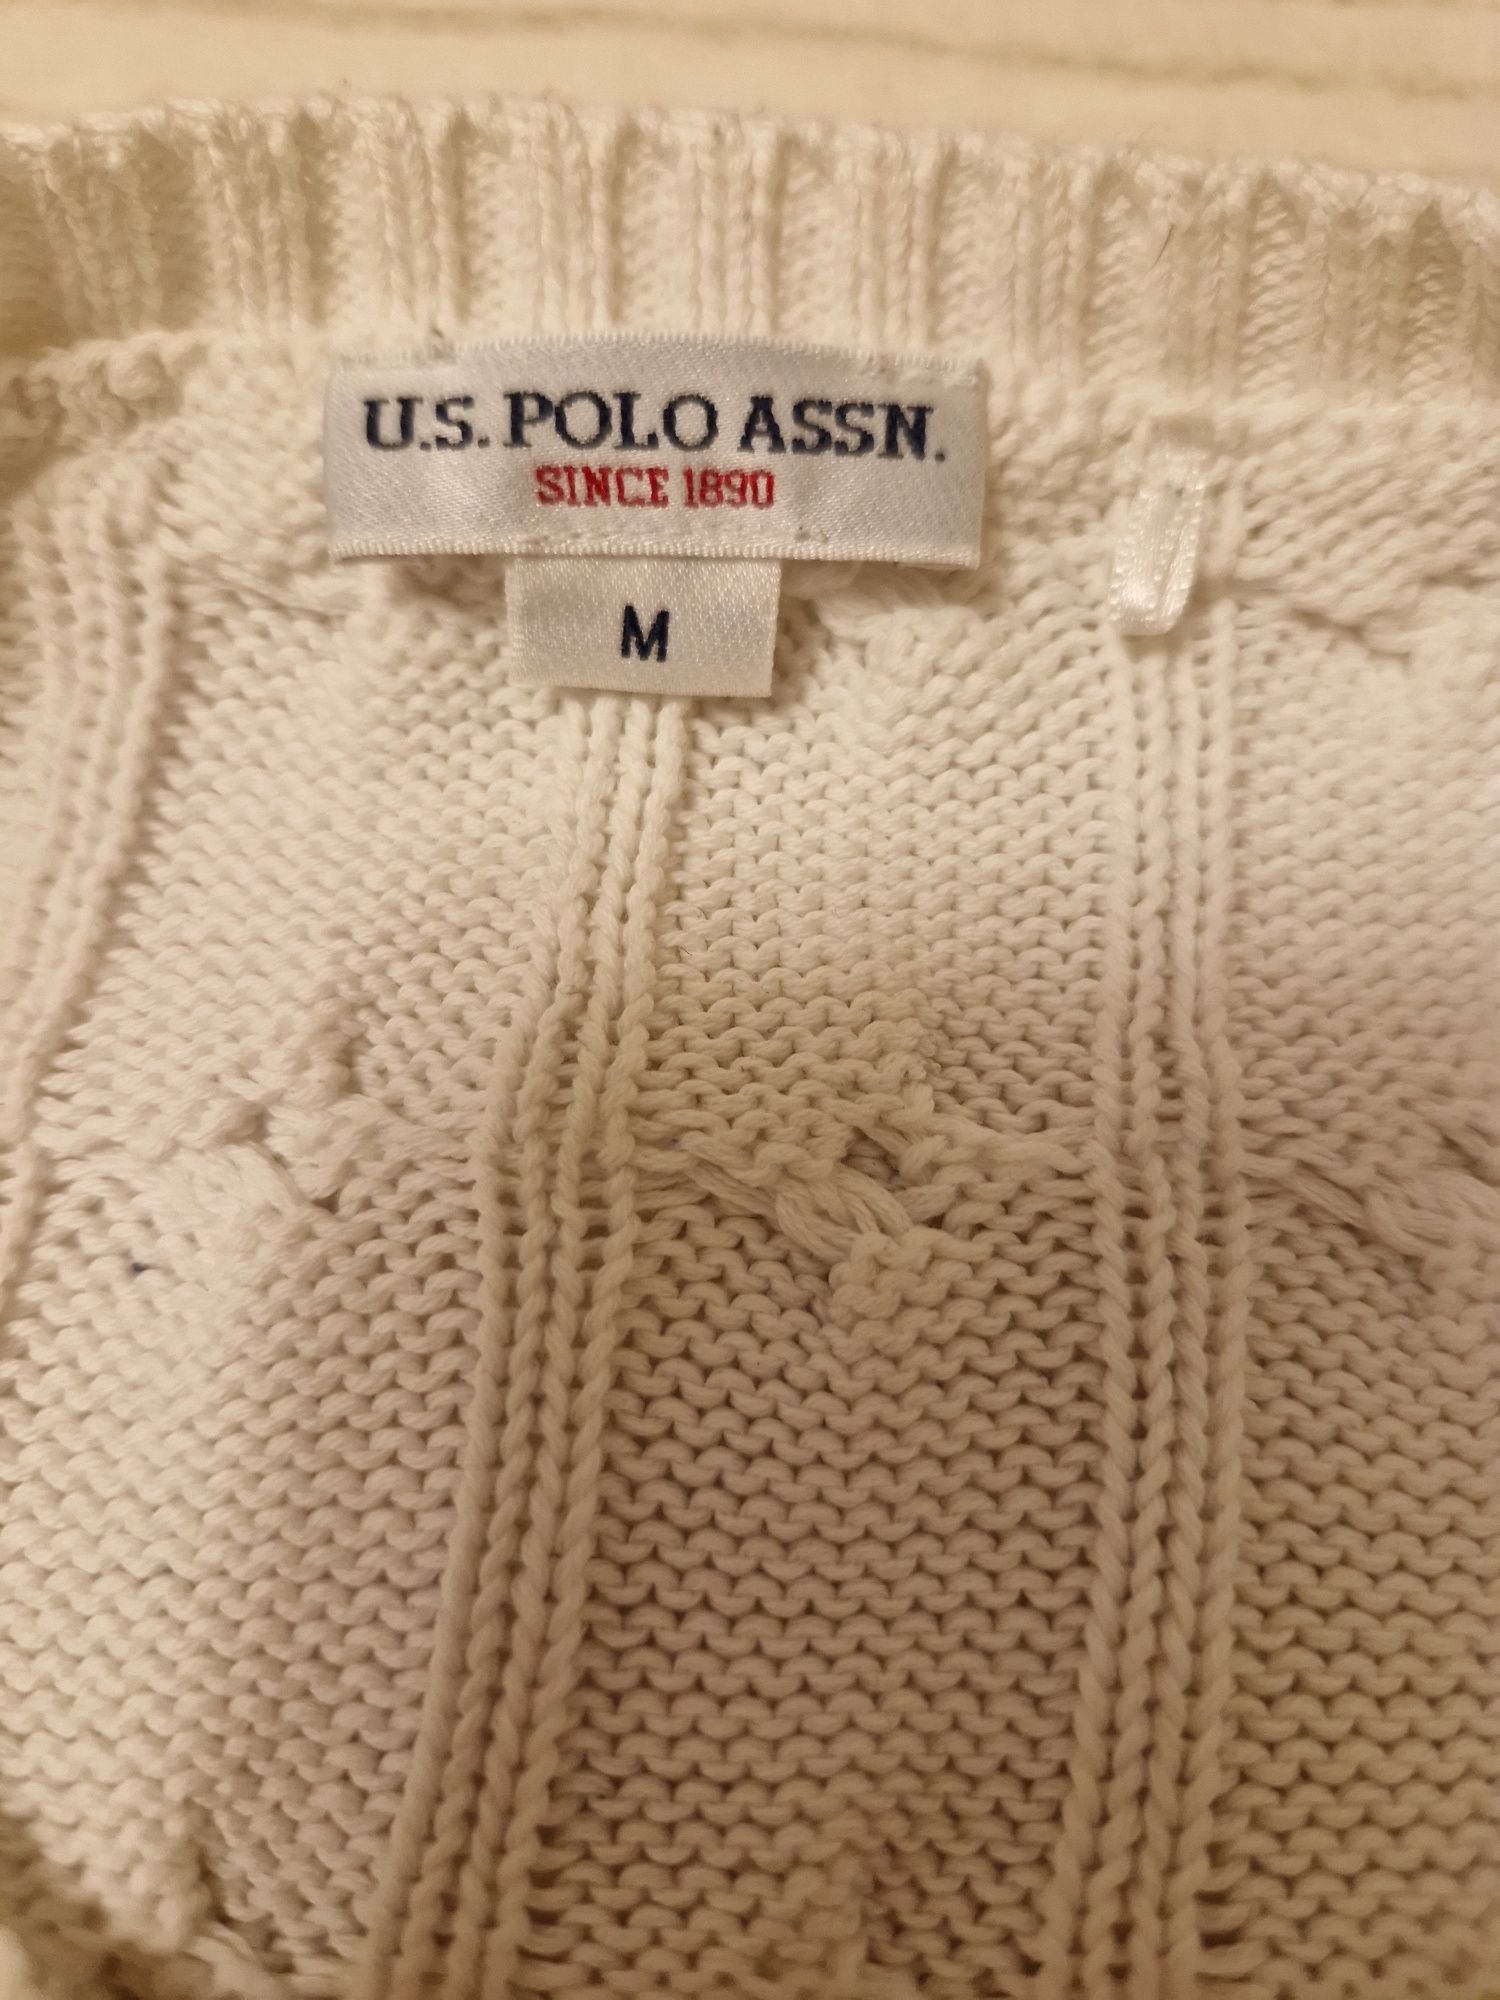 U.S. POLO ASSN.
SINCE 1890
M